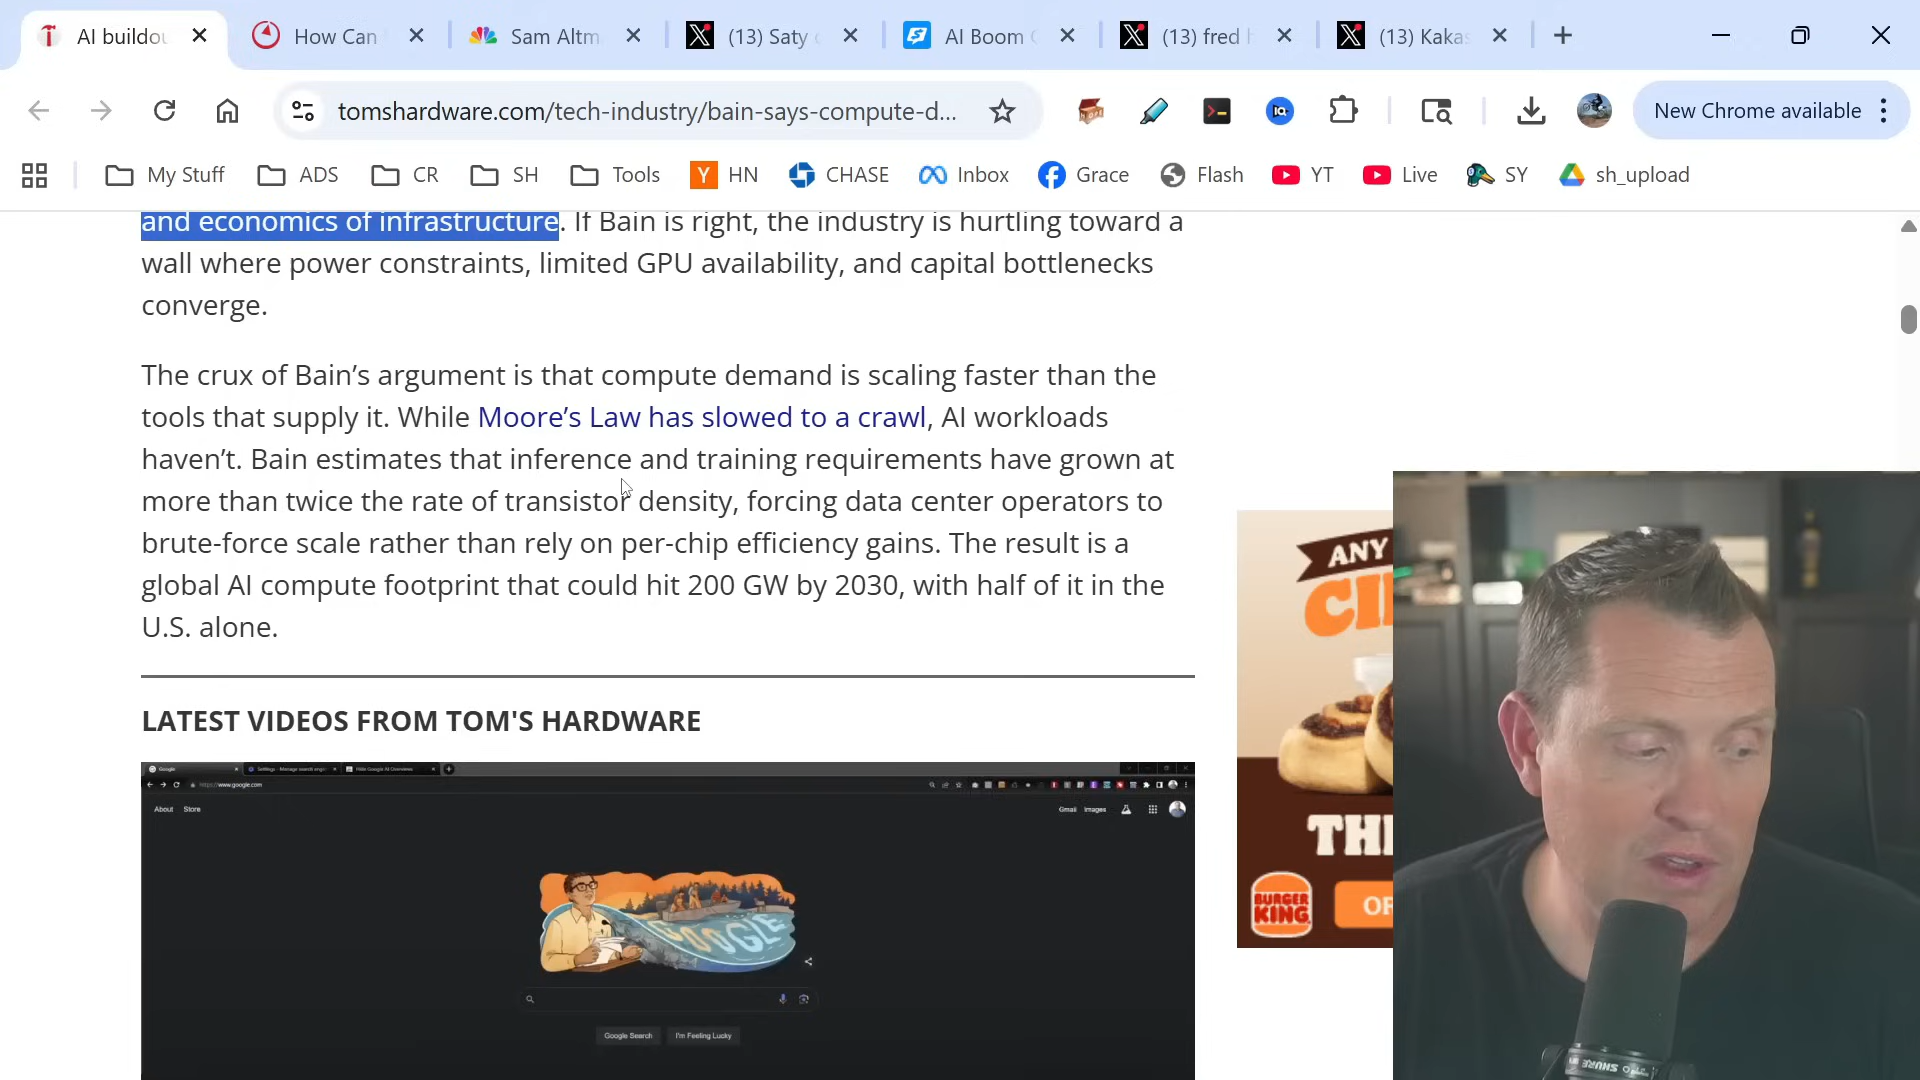 AI buildou
How Can
Sam Altm
(13) Saty
AI Boom
(13) fred h
(13) Kakas
tomshardware.com/tech-industry/bain-says-compute-d...
New Chrome available
My Stuff
ADS
CR
SH
Tools
Y HN
CHASE
Inbox
Grace
Flash
YT
Live
SY
sh_upload
and economics of infrastructure. If Bain is right, the industry is hurtling toward a
wall where power constraints, limited GPU availability, and capital bottlenecks
converge.
The crux of Bain’s argument is that compute demand is scaling faster than the
tools that supply it. While Moore’s Law has slowed to a crawl, AI workloads
haven’t. Bain estimates that inference and training requirements have grown at
more than twice the rate of transistor density, forcing data center operators to
brute-force scale rather than rely on per-chip efficiency gains. The result is a
global AI compute footprint that could hit 200 GW by 2030, with half of it in the
U.S. alone.
LATEST VIDEOS FROM TOM'S HARDWARE
Google
https://www.google.com
About Store
Gmail Images
GOOGLE
Google Search
I'm Feeling Lucky
ANY
CI
TH
BURGER
KING
OF
SHURE